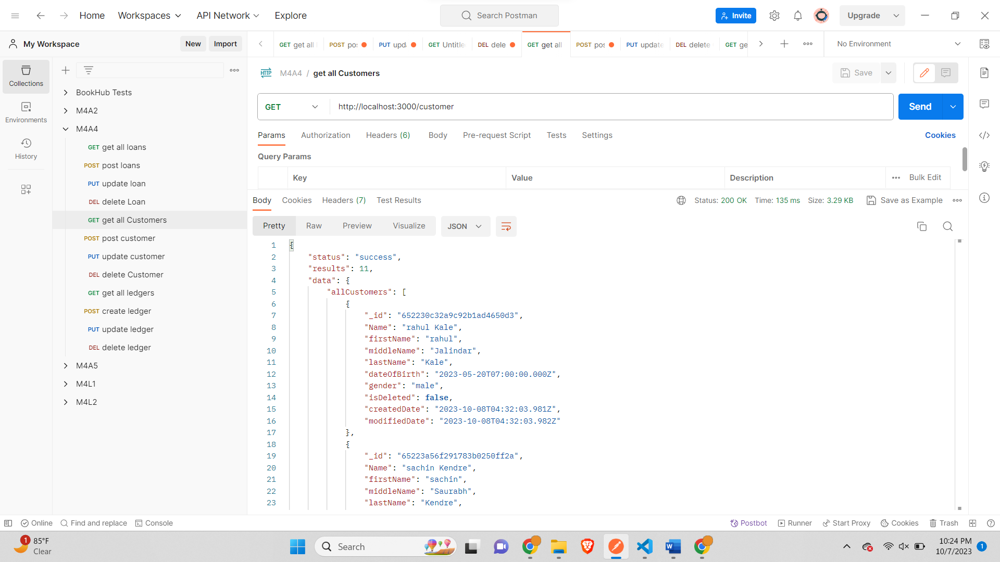 Home
Workspaces
API Network
Explore
Search Postman
Invite
Upgrade
My Workspace
New
Import
GET get all
POST po
PUT upd
GET Untitle
DEL dele
GET get all
POST pos
PUT update
DEL delete
GET ge
No Environment
Collections
Environments
History
BookHub Tests
M4A2
M4A4
GET get all loans
POST post loans
PUT update loan
DEL delete Loan
GET get all Customers
POST post customer
PUT update customer
DEL delete Customer
GET get all ledgers
POST create ledger
PUT update ledger
DEL delete ledger
M4A5
M4L1
M4L2
HTTP M4A4 / get all Customers
Save
GET http://localhost:3000/customer
Send
Params Authorization Headers (6) Body Pre-request Script Tests Settings Cookies
Query Params
Key Value Description Bulk Edit
Body Cookies Headers (7) Test Results Status: 200 OK Time: 135 ms Size: 3.29 KB Save as Example
Pretty Raw Preview Visualize JSON
1 {
2 "status": "success",
3 "results": 11,
4 "data": {
5 "allCustomers": [
6 {
7 "_id": "652230c32a9c92b1ad4650d3",
8 "Name": "rahul Kale",
9 "firstName": "rahul",
10 "middleName": "Jalindar",
11 "lastName": "Kale",
12 "dateOfBirth": "2023-05-20T07:00:00.000Z",
13 "gender": "male",
14 "isDeleted": false,
15 "createdDate": "2023-10-08T04:32:03.981Z",
16 "modifiedDate": "2023-10-08T04:32:03.982Z"
17 },
18 {
19 "_id": "65223a56f291783b0250ff2a",
20 "Name": "sachin Kendre",
21 "firstName": "sachin",
22 "middleName": "Saurabh",
23 "lastName": "Kendre",
Online Find and replace Console Postbot Runner Start Proxy Cookies Trash
1 85°F
Clear
Search
10:24 PM
10/7/2023
1